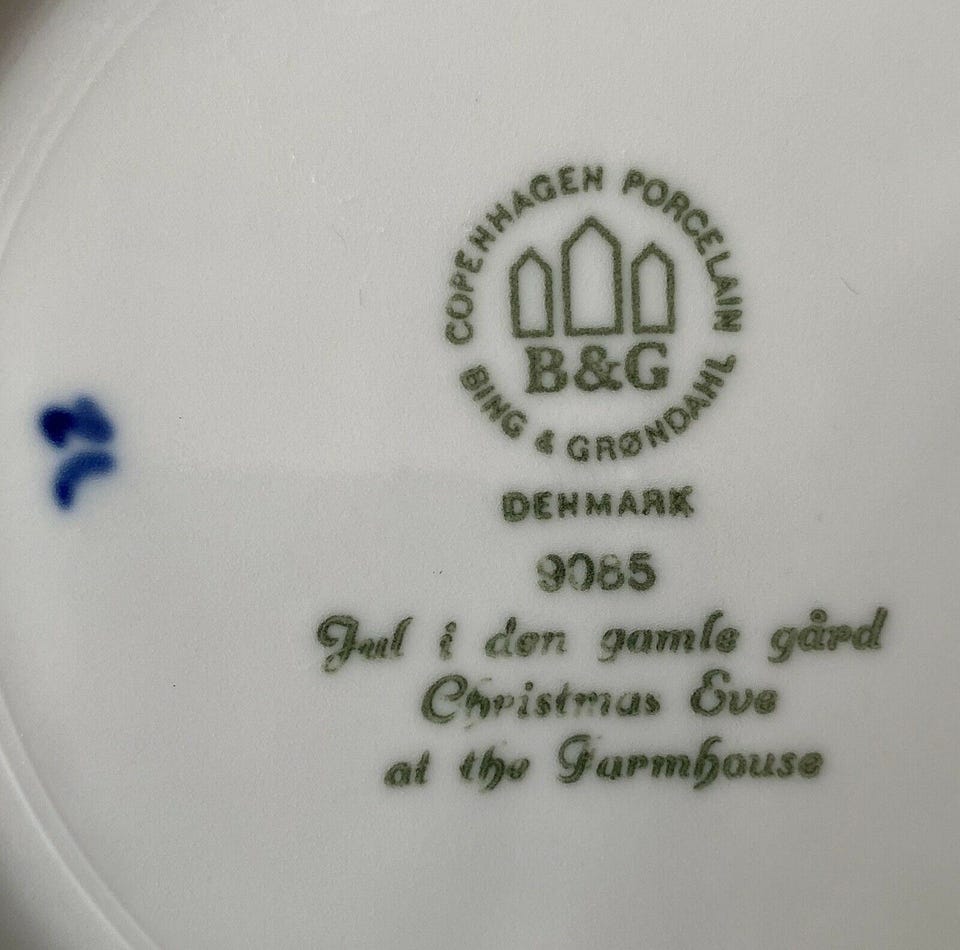 COPENHAGEN PORCELAIN
B&G
BING & GRØNDAHL
DENMARK
9085
Jul i den gamle gård
Christmas Eve
at the Farmhouse